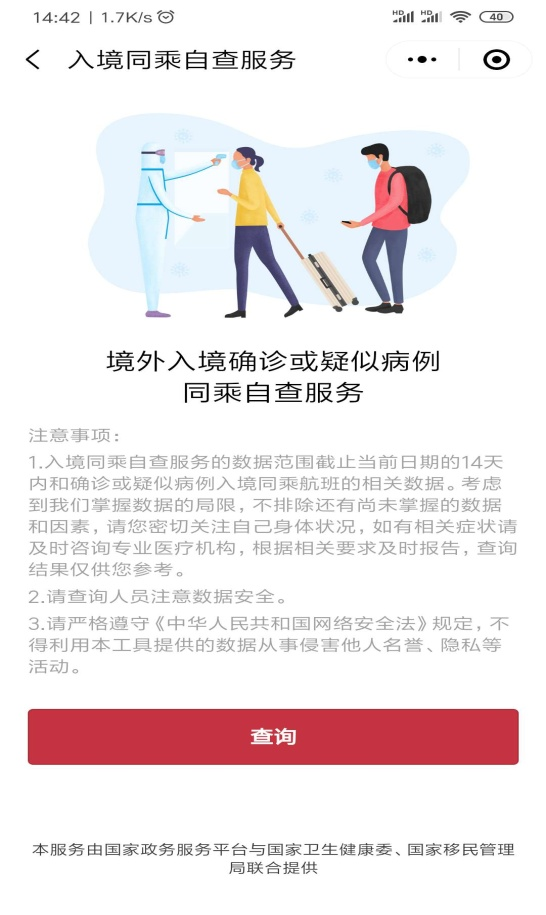 14:42 | 1.7K/s
HD HD 40
入境同乘自查服务
境外入境确诊或疑似病例
同乘自查服务
注意事项：
1.入境同乘自查服务的数据范围截止当前日期的14天
内和确诊或疑似病例入境同乘航班的相关数据。考虑
到我们掌握数据的局限，不排除还有尚未掌握的数据
和因素，请您密切关注自己身体状况，如有相关症状请
及时咨询专业医疗机构，根据相关要求及时报告，查询
结果仅供您参考。
2.请查询人员注意数据安全。
3.请严格遵守《中华人民共和国网络安全法》规定，不
得利用本工具提供的数据从事侵害他人名誉、隐私等
活动。
查询
本服务由国家政务服务平台与国家卫生健康委、国家移民管理
局联合提供